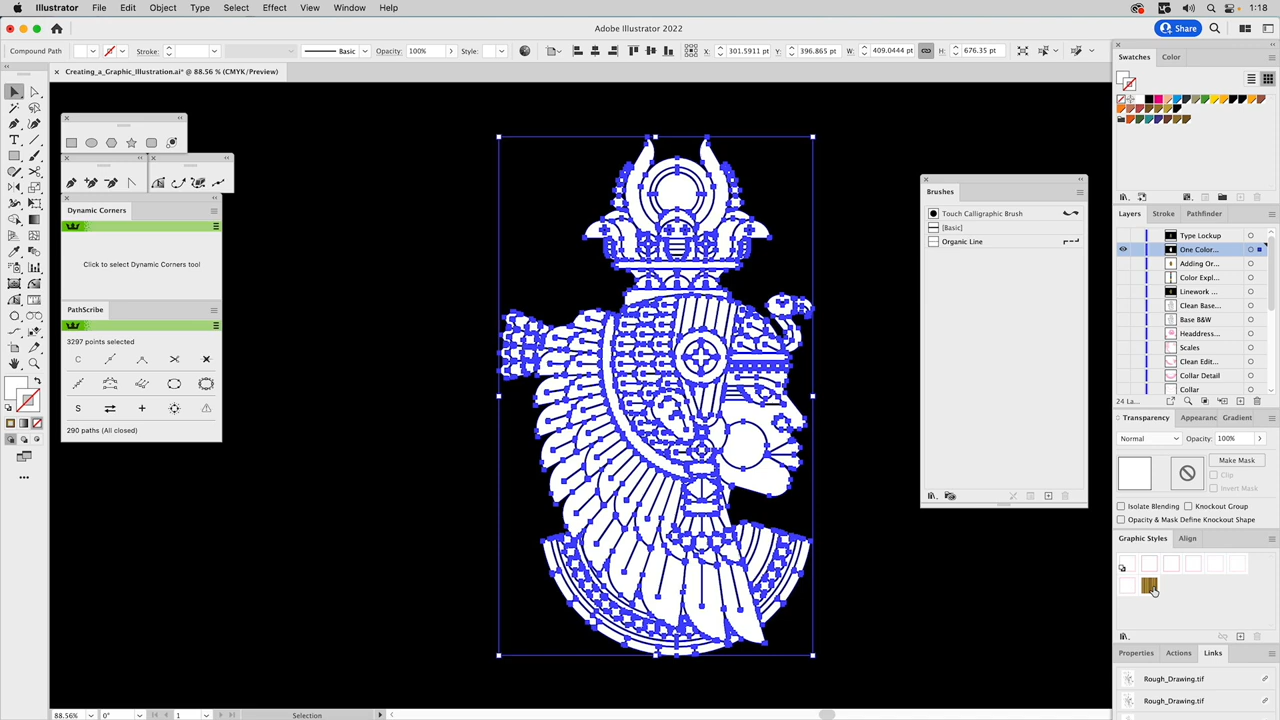 Illustrator File Edit Object Type Select Effect View Window Help 1:18
Adobe Illustrator 2022
Share
Compound Path Stroke: Basic Opacity: 100% Style: X: 301.5911 pt Y: 396.865 pt W: 409.0444 pt H: 676.35 pt
Creating_a_Graphic_Illustration.ai* @ 88.56 % (CMYK/Preview)
Swatches Color
Dynamic Corners
Click to select Dynamic Corners tool
PathScribe
3297 points selected
290 paths (All closed)
Brushes
Touch Calligraphic Brush
[Basic]
Organic Line
Layers Stroke Pathfinder
Type Lockup
One Color...
Adding Or...
Color Expl...
Linework ...
Clean Base...
Base B&W
Headdress...
Scales
Clean Edit...
Collar Detail
Collar
24 La...
Transparency Appearanc Gradient
Normal Opacity: 100%
Make Mask
Clip
Invert Mask
Isolate Blending Knockout Group
Opacity & Mask Define Knockout Shape
Graphic Styles Align
Properties Actions Links
Rough_Drawing.tif
Rough_Drawing.tif
88.56% 0° 1 Selection